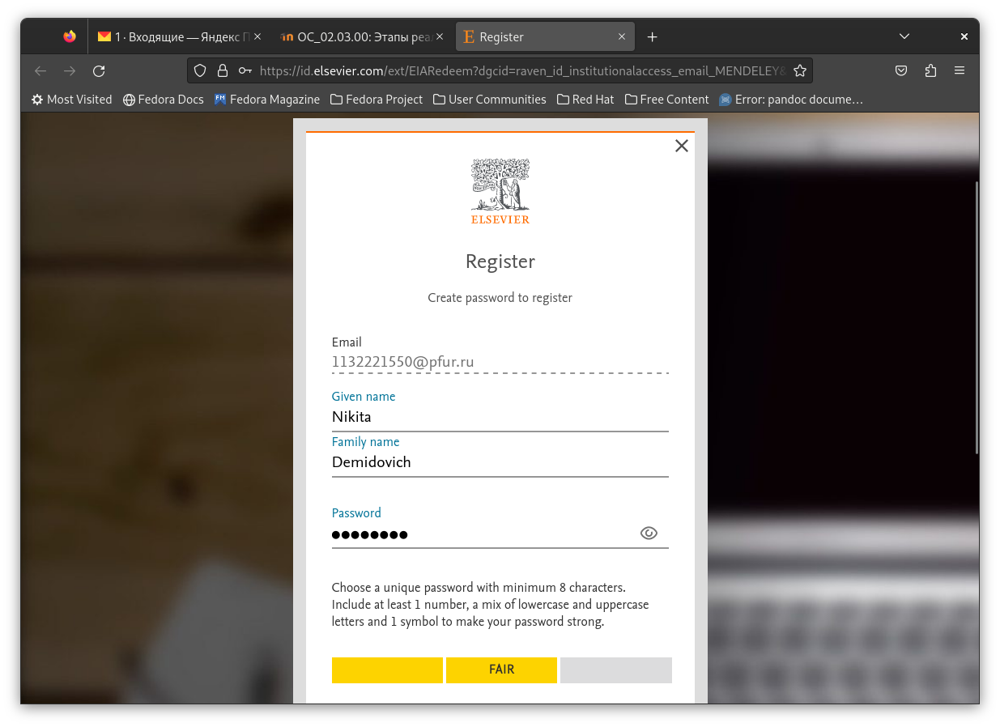 1 · Входящие — Яндекс П
OC_02.03.00: Этапы реа
Register
https://id.elsevier.com/ext/EIARedeem?dgcid=raven_id_institutionalaccess_email_MENDELEY&
Most Visited
Fedora Docs
Fedora Magazine
Fedora Project
User Communities
Red Hat
Free Content
Error: pandoc docume…
ELSEVIER
Register
Create password to register
Email
1132221550@pfur.ru
Given name
Nikita
Family name
Demidovich
Password
Choose a unique password with minimum 8 characters.
Include at least 1 number, a mix of lowercase and uppercase
letters and 1 symbol to make your password strong.
FAIR